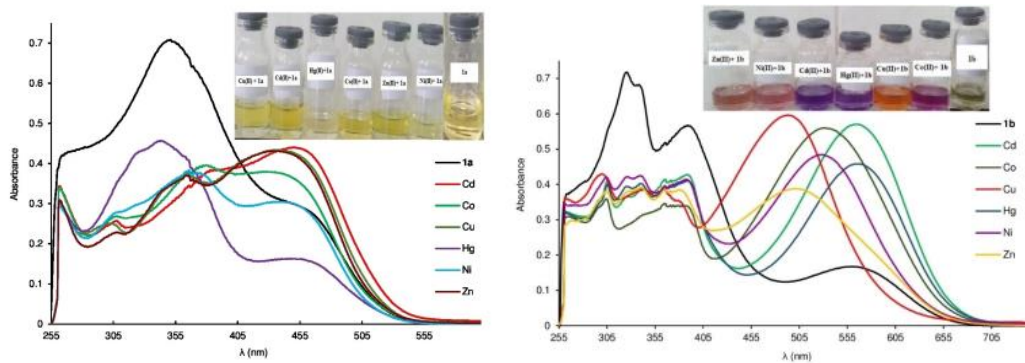 Absorbance
0.7
0.6
0.5
0.4
0.3
0.2
0.1
0
255 305 355 405 455 505 555
λ (nm)
1a
Cd
Co
Cu
Hg
Ni
Zn
Cu(II)+1a
Cd(II)+1a
Hg(II)+1a
Co(II)+1a
Zn(II)+1a
Ni(II)+1a
1a
Absorbance
0.7
0.6
0.5
0.4
0.3
0.2
0.1
0
255 305 355 405 455 505 555 605 655 705
λ (nm)
1b
Cd
Co
Cu
Hg
Ni
Zn
Zn(II)+1b
Ni(II)+1b
Cd(II)+1b
Hg(II)+1b
Cu(II)+1b
Co(II)+1b
1b